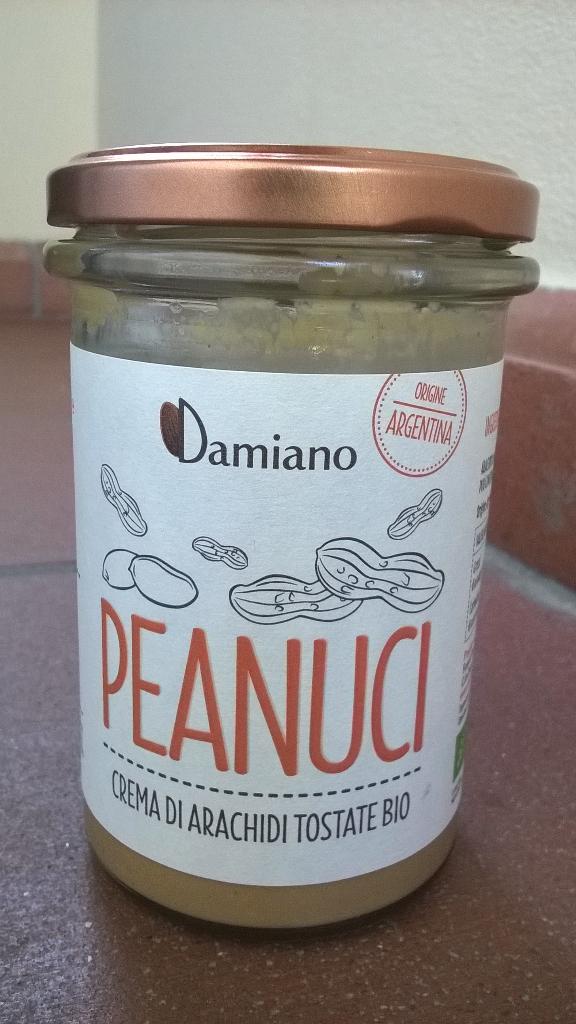 Damiano
ORIGINE
ARGENTINA
PEANUCI
CREMA DI ARACHIDI TOSTATE BIO